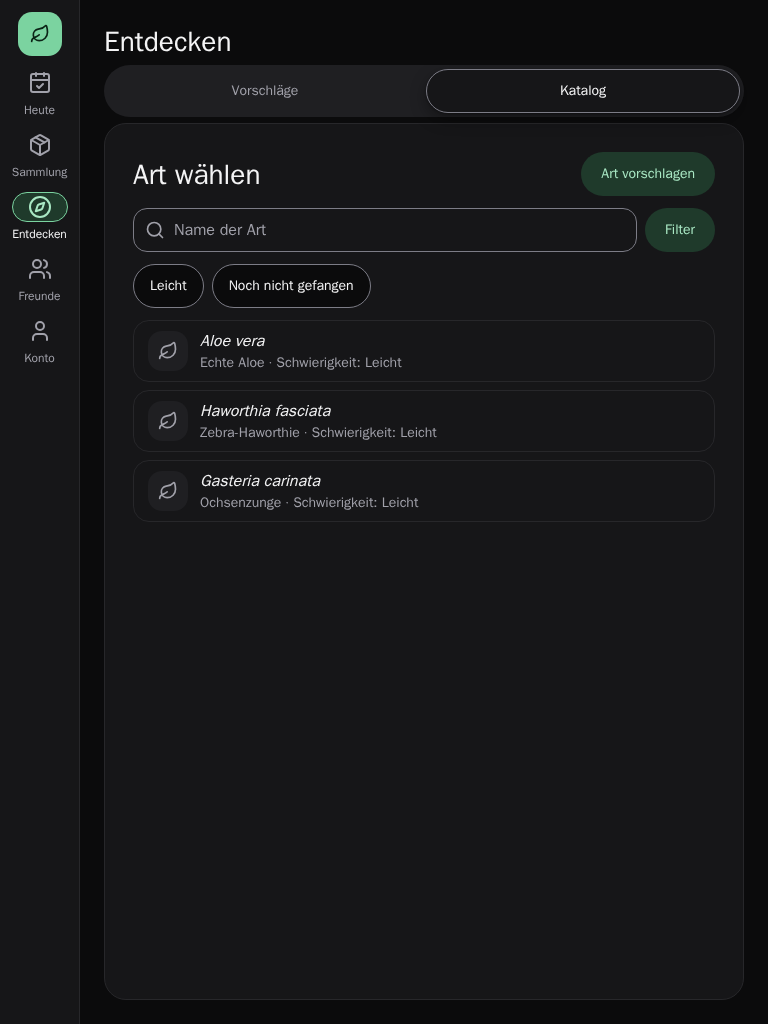 Entdecken
Vorschläge
Katalog
Heute
Sammlung
Entdecken
Freunde
Konto
Art wählen
Art vorschlagen
Name der Art
Filter
Leicht
Noch nicht gefangen
Aloe vera
Echte Aloe · Schwierigkeit: Leicht
Haworthia fasciata
Zebra-Haworthie · Schwierigkeit: Leicht
Gasteria carinata
Ochsenzunge · Schwierigkeit: Leicht